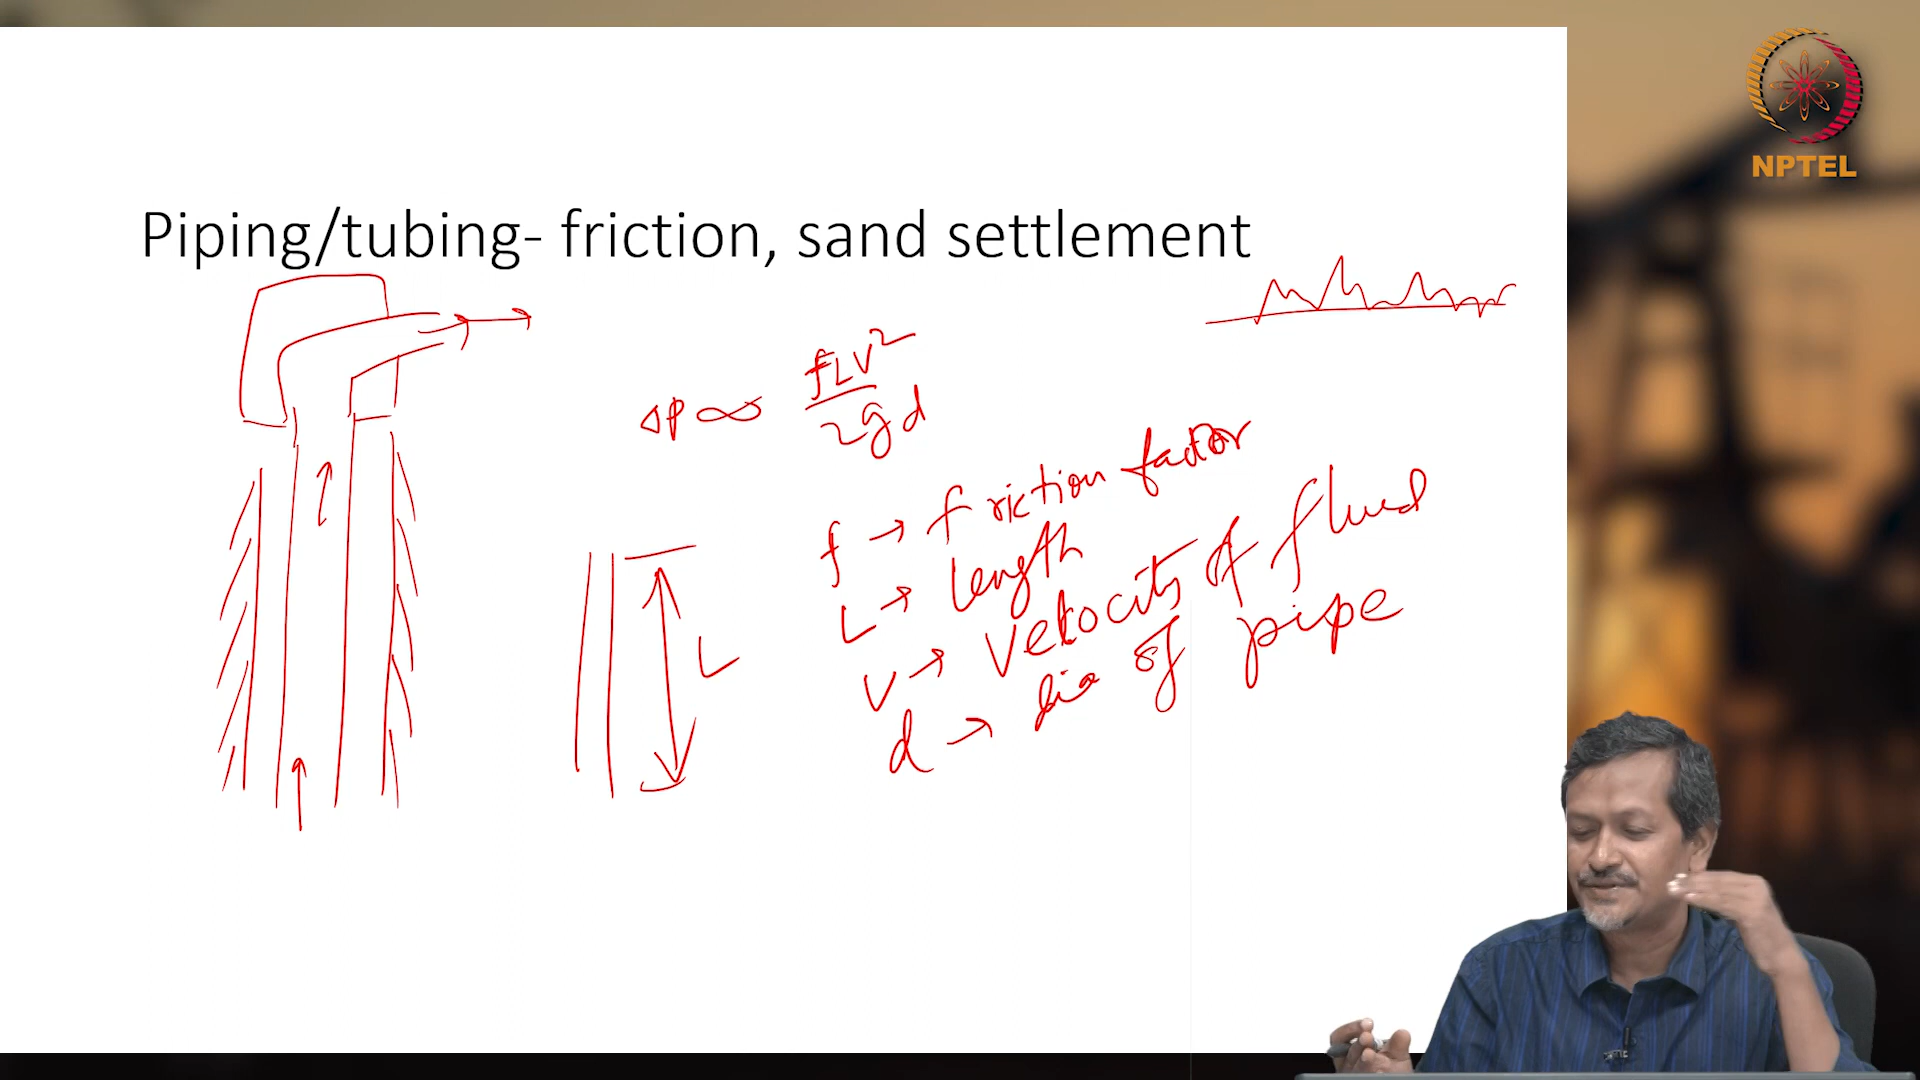 NPTEL
Piping/tubing- friction, sand settlement
ΔP ∝ fLV²/2gd
f → friction factor
L → length
V → velocity of fluid
d → dia of pipe
L